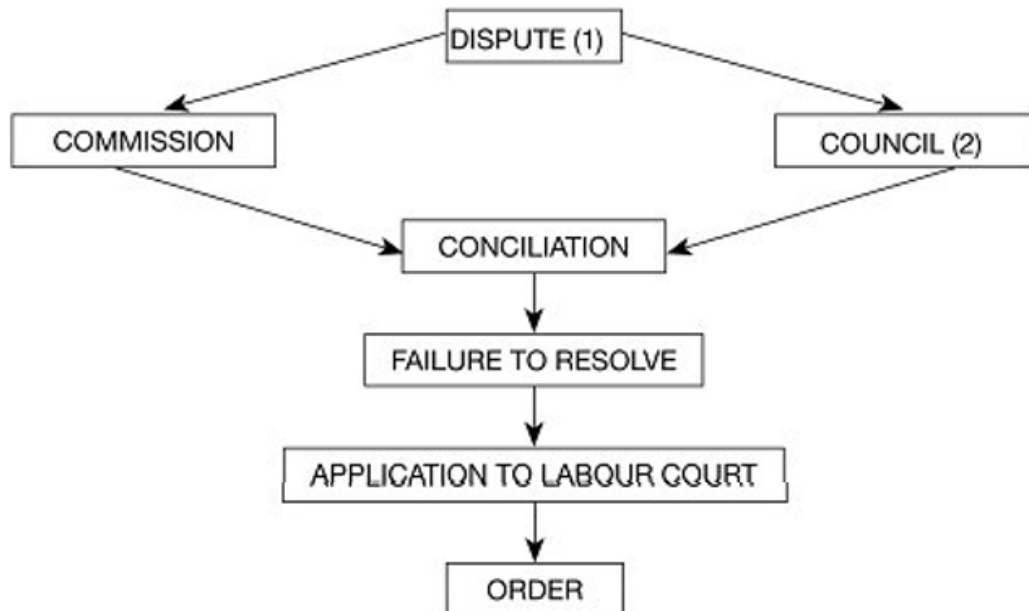 DISPUTE (1)
COMMISSION
COUNCIL (2)
CONCILIATION
FAILURE TO RESOLVE
APPLICATION TO LABOUR COURT
ORDER